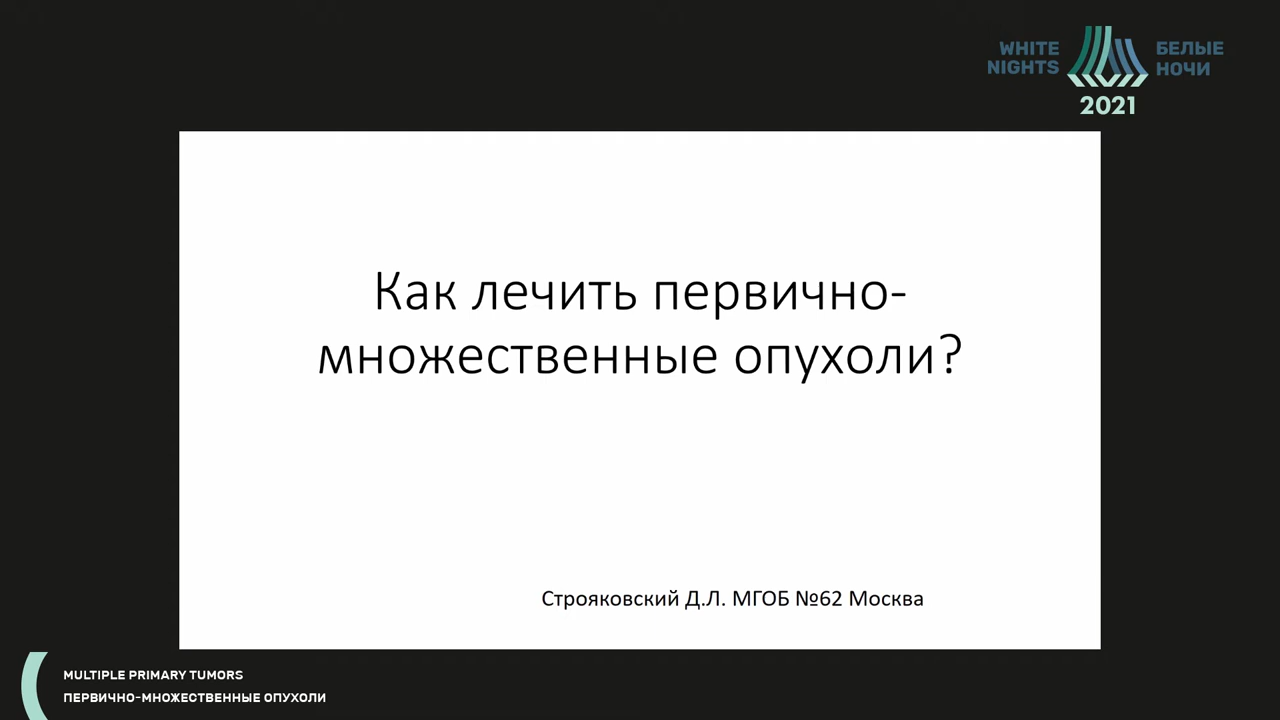 WHITE NIGHTS
БЕЛЫЕ НОЧИ
2021
Как лечить первично-
множественные опухоли?
Строяковский Д.Л. МГОБ №62 Москва
MULTIPLE PRIMARY TUMORS
ПЕРВИЧНО-МНОЖЕСТВЕННЫЕ ОПУХОЛИ